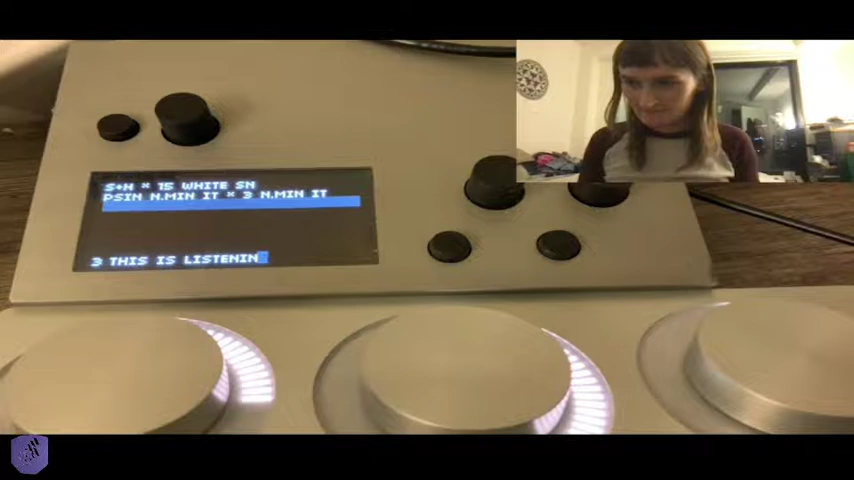 S+H * 15 WHITE SN
PSIN N.MIN IT * 3 N.MIN IT
3 THIS IS LISTENIN